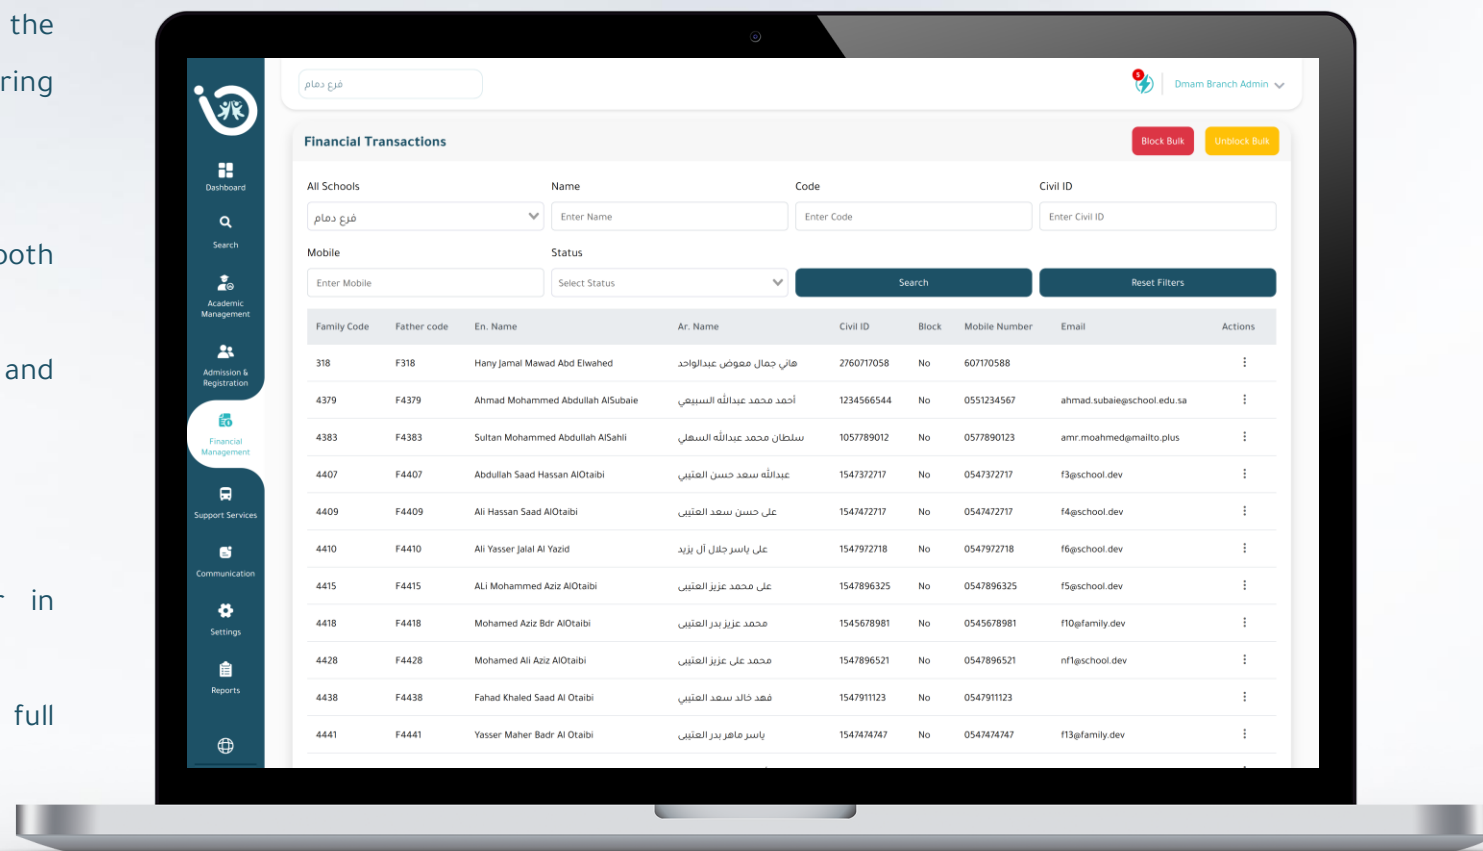 the
ring
ooth
and
r in
full
فرع دمام
5
Dmam Branch Admin
Financial Transactions
Block Bulk
Unblock Bulk
Dashboard
Search
Academic
Management
Admission &
Registration
Financial
Management
Support Services
Communication
Settings
Reports
All Schools
Name
Code
Civil ID
فرع دمام
Enter Name
Enter Code
Enter Civil ID
Mobile
Status
Enter Mobile
Select Status
Search
Reset Filters
Family Code Father code En. Name Ar. Name Civil ID Block Mobile Number Email Actions
318 F318 Hany Jamal Mawad Abd Elwahed هاني جمال معوض عبدالواحد 2760717058 No 607170588
4379 F4379 Ahmad Mohammed Abdullah AlSubaie أحمد محمد عبدالله السبيعي 1234566544 No 0551234567 ahmad.subaie@school.edu.sa
4383 F4383 Sultan Mohammed Abdullah AlSahli سلطان محمد عبدالله السهلي 1057789012 No 0577890123 amr.moahmed@mailto.plus
4407 F4407 Abdullah Saad Hassan AlOtaibi عبدالله سعد حسن العتيبي 1547372717 No 0547372717 f3@school.dev
4409 F4409 Ali Hassan Saad AlOtaibi على حسن سعد العتيبى 1547472717 No 0547472717 f4@school.dev
4410 F4410 Ali Yasser Jalal Al Yazid على ياسر جلال آل يزيد 1547972718 No 0547972718 f6@school.dev
4415 F4415 ALi Mohammed Aziz AlOtaibi على محمد عزيز العتيبى 1547896325 No 0547896325 f5@school.dev
4418 F4418 Mohamed Aziz Bdr AlOtaibi محمد عزيز بدر العتيبى 1545678981 No 0545678981 f10@family.dev
4428 F4428 Mohamed Ali Aziz AlOtaibi محمد على عزيز العتيبى 1547896521 No 0547896521 nf1@school.dev
4438 F4438 Fahad Khaled Saad Al Otaibi فهد خالد سعد العتيبي 1547911123 No 0547911123
4441 F4441 Yasser Maher Badr Al Otaibi ياسر ماهر بدر العتيبى 1547474747 No 0547474747 f13@family.dev